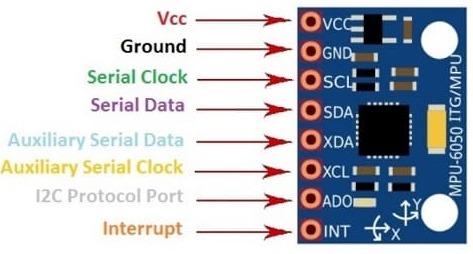 Vcc
VCC
Ground
GND
Serial Clock
SCL
Serial Data
SDA
Auxiliary Serial Data
XDA
Auxiliary Serial Clock
XCL
I2C Protocol Port
ADO
Interrupt
INT
MPU-6050 ITG/MPU
Y
X